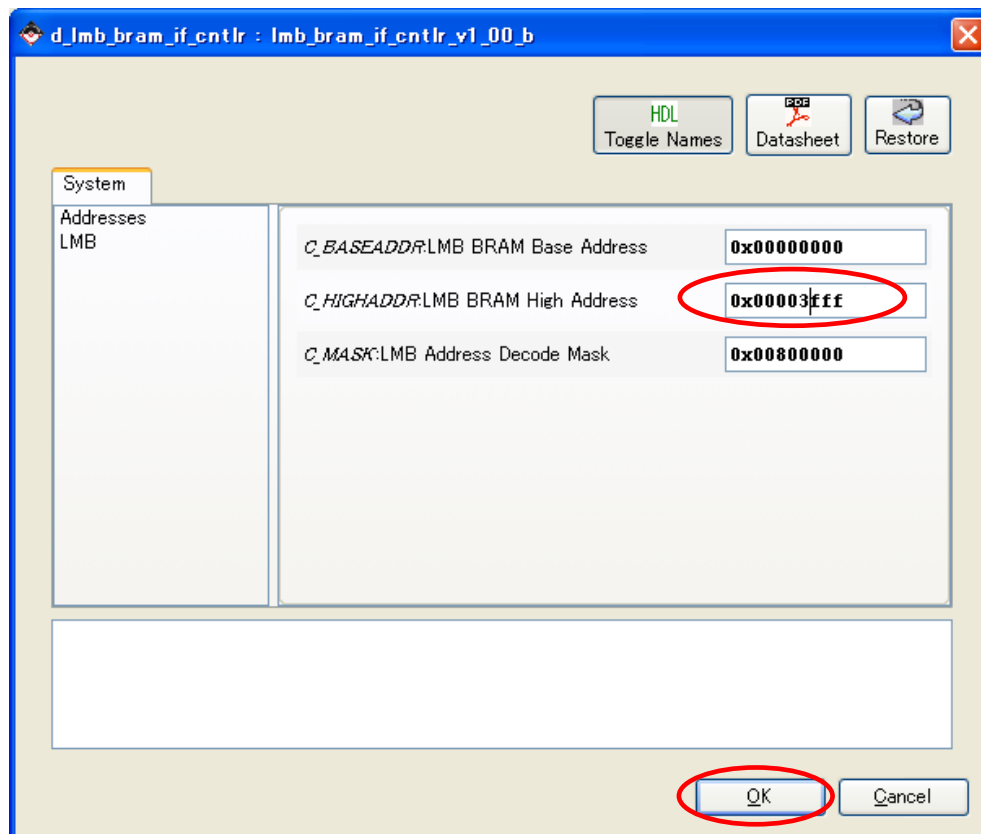 d_lmb_bram_if_cntlr : lmb_bram_if_cntlr_v1_00_b
HDL
Toggle Names
PDF
Datasheet
Restore
System
Addresses
LMB
C_BASEADDR:LMB BRAM Base Address
0x00000000
C_HIGHADDR:LMB BRAM High Address
0x00003fff
C_MASK:LMB Address Decode Mask
0x00800000
OK
Cancel